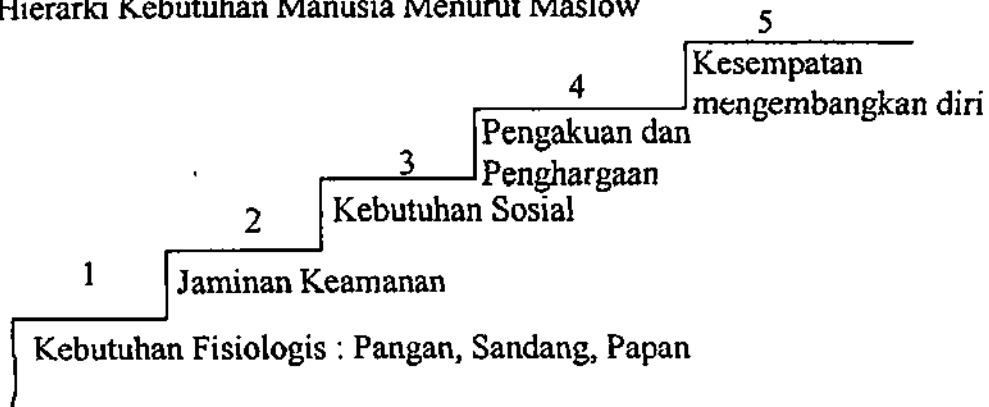 Hierarki Kebutuhan Manusia Menurut Maslow
5
Kesempatan
mengembangkan diri
4
Pengakuan dan
Penghargaan
3
Kebutuhan Sosial
2
Jaminan Keamanan
1
Kebutuhan Fisiologis : Pangan, Sandang, Papan